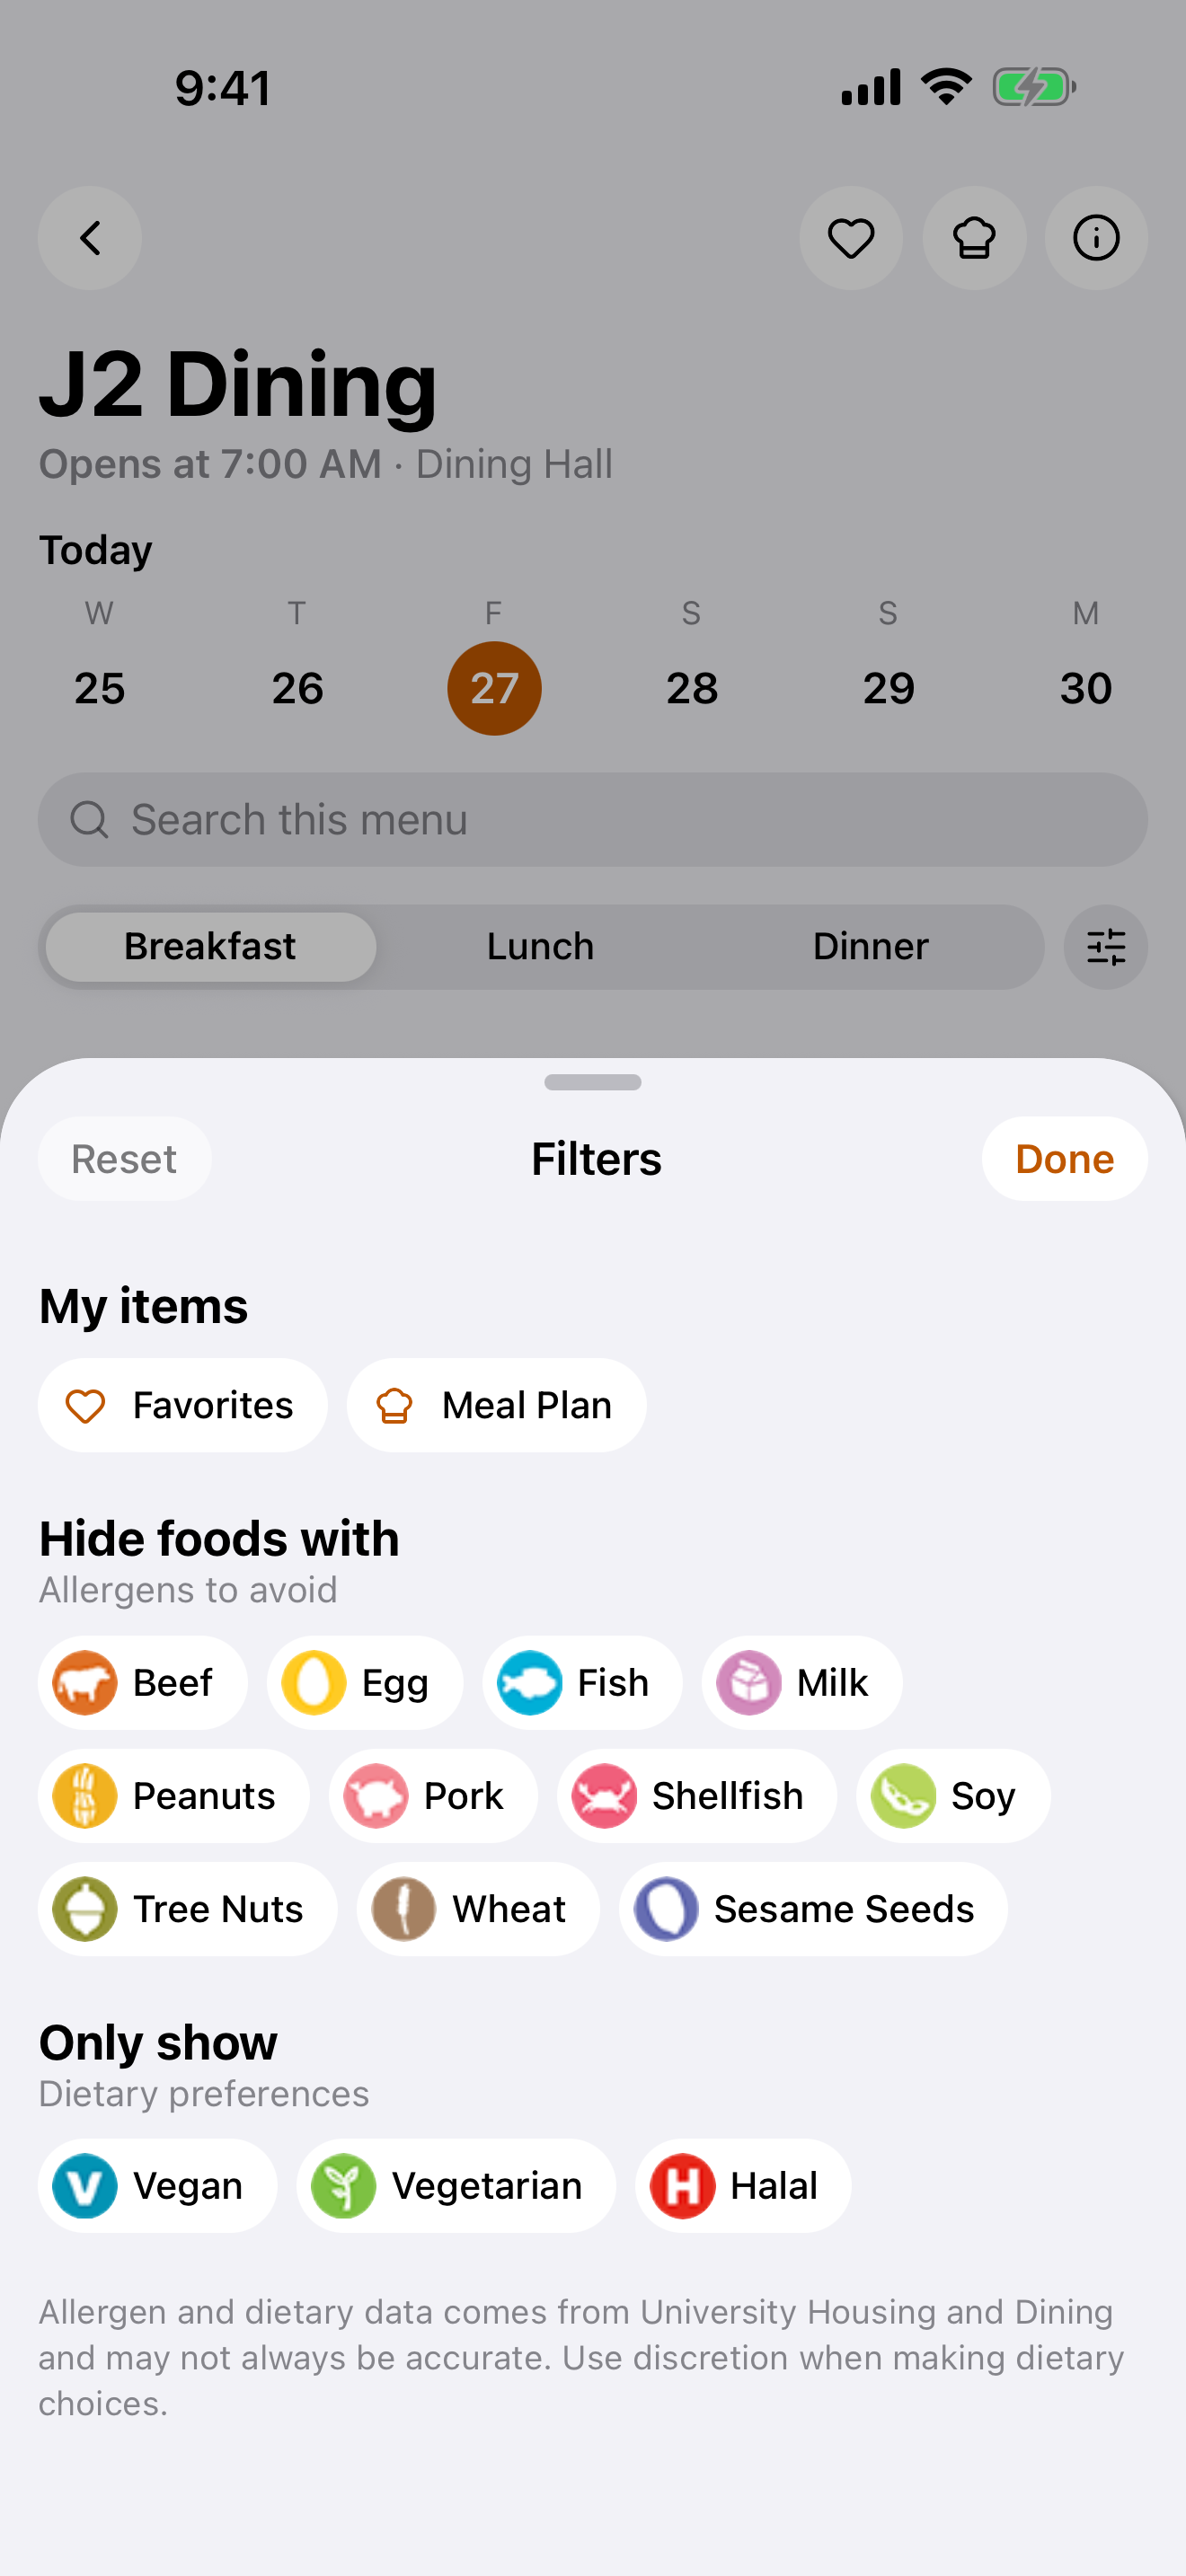 9:41
J2 Dining
Opens at 7:00 AM · Dining Hall
Today
W T F S S M
25 26 27 28 29 30
Search this menu
Breakfast Lunch Dinner
Reset Filters Done
My items
Favorites Meal Plan
Hide foods with
Allergens to avoid
Beef Egg Fish Milk
Peanuts Pork Shellfish Soy
Tree Nuts Wheat Sesame Seeds
Only show
Dietary preferences
V Vegan Vegetarian H Halal
Allergen and dietary data comes from University Housing and Dining
and may not always be accurate. Use discretion when making dietary
choices.